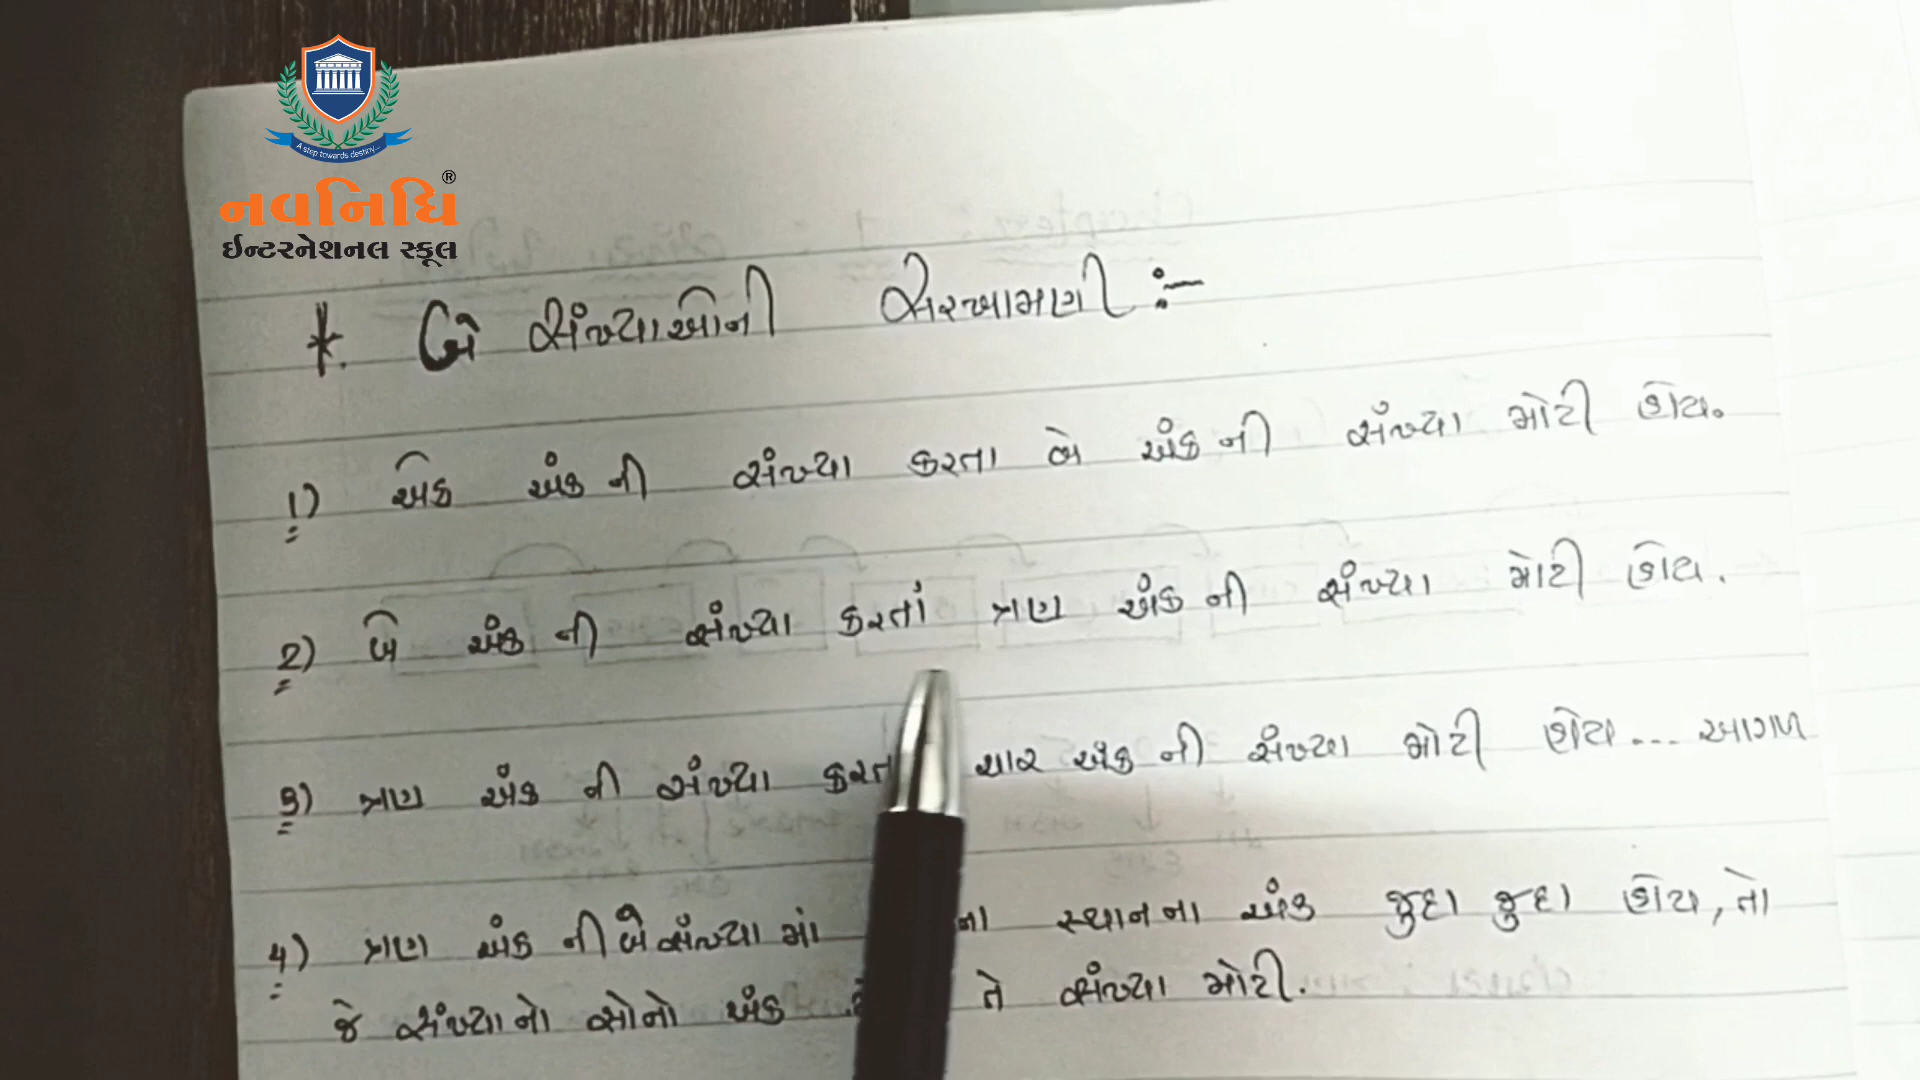 A step towards destiny...
નવનિધિ ®
ઈન્ટરનેશનલ સ્કૂલ
*. બે સંખ્યાઓની સરખામણી :-
1) એક અંક ની સંખ્યા કરતા બે અંક ની સંખ્યા મોટી હોય.
2) બે અંક ની સંખ્યા કરતાં ત્રણ અંક ની સંખ્યા મોટી હોય.
3) ત્રણ અંક ની સંખ્યા ચાર અંક ની સંખ્યા મોટી હોય... આગળ
4) ત્રણ અંક ની બે સંખ્યા માં સ્થાનના અંક જુદા જુદા હોય, તો
જે સંખ્યાનો સોનો અંક તે સંખ્યા મોટી.